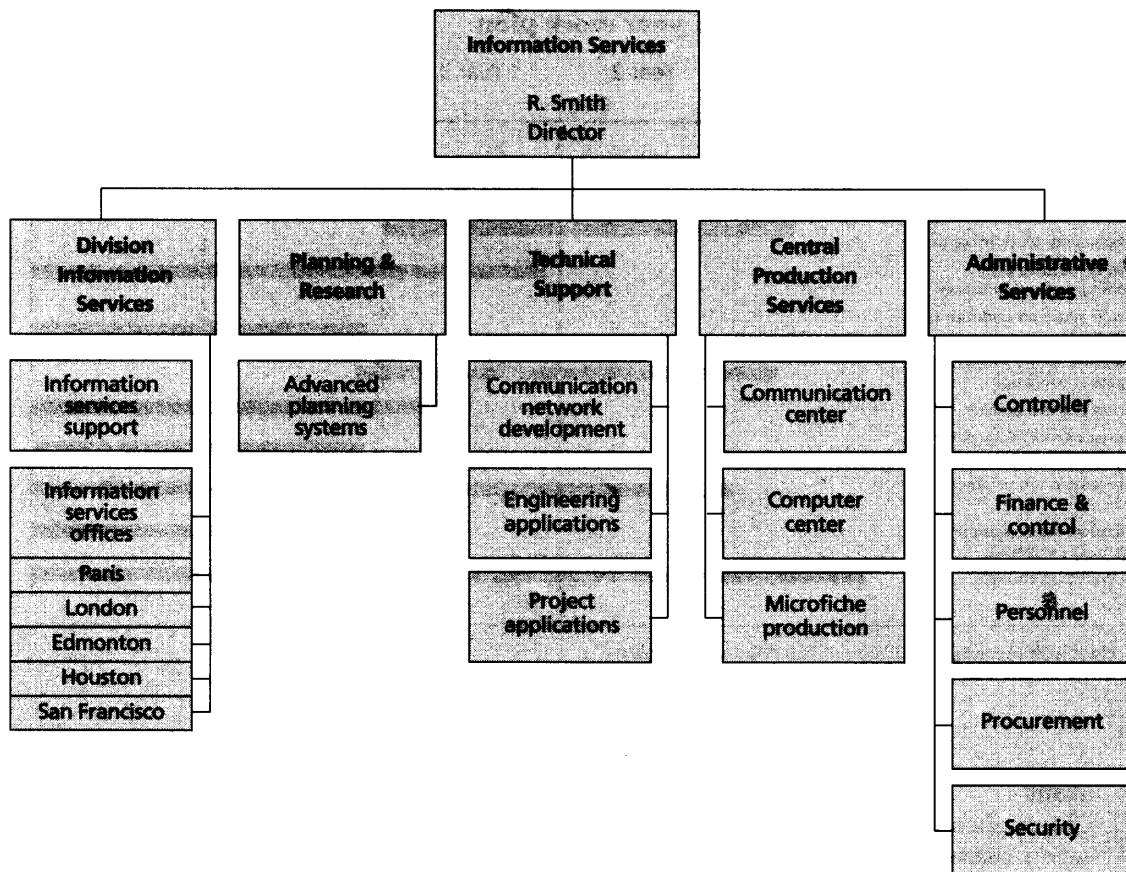 Information Services
R. Smith
Director
Division
Information
Services
Planning &
Research
Technical
Support
Central
Production
Services
Administrative
Services
Information
services
support
Information
services
offices
Paris
London
Edmonton
Houston
San Francisco
Advanced
planning
systems
Communication
network
development
Engineering
applications
Project
applications
Communication
center
Computer
center
Microfiche
production
Controller
Finance &
control
Personnel
Procurement
Security